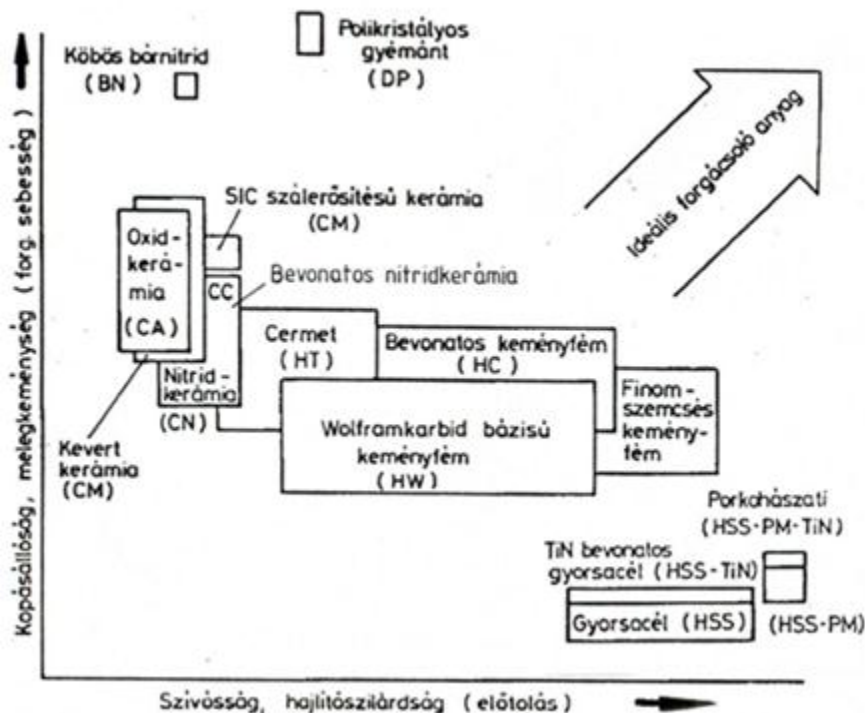 Köbös bórnitrid
(BN)
Polikristályos
gyémánt
(DP)
Ideális forgácsoló anyag
SIC szálerősítésű kerámia
(CM)
Oxid-
kerá-
mia
(CA)
CC
Bevonatos nitridkerámia
Cermet
(HT)
Bevonatos keményfém
(HC)
Nitrid-
kerámia
(CN)
Finom-
szemcsés
kemény-
fém
Wolframkarbid bázisú
keményfém
(HW)
Kevert
kerámia
(CM)
Porkohászati
(HSS-PM-TiN)
TiN bevonatos
gyorsacél (HSS-TiN)
Gyorsacél (HSS)
(HSS-PM)
Kopásállóság, melegkeménység (forg. sebesség)
Szívósság, hajlítószilárdság (előtolás)